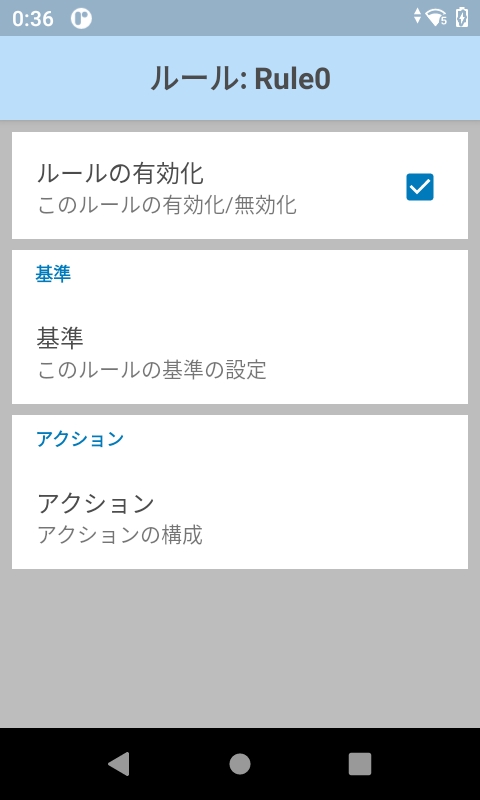 0:36
5
ルール: Rule0
ルールの有効化
このルールの有効化/無効化
基準
基準
このルールの基準の設定
アクション
アクション
アクションの構成